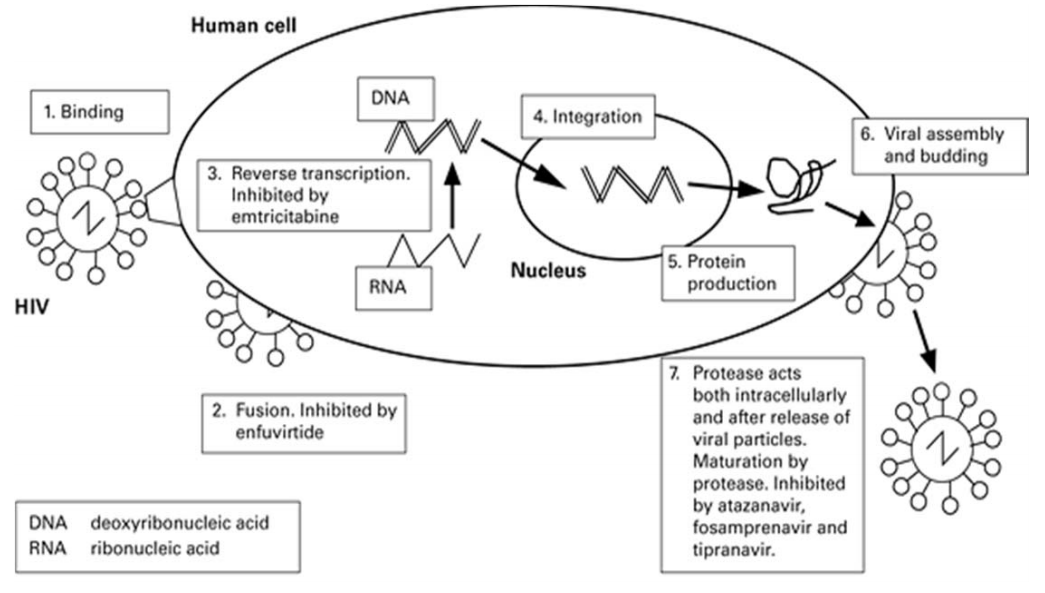 Human cell
1. Binding
HIV
2. Fusion. Inhibited by
enfuvirtide
3. Reverse transcription.
Inhibited by
emtricitabine
DNA
RNA
4. Integration
Nucleus
5. Protein
production
6. Viral assembly
and budding
7. Protease acts
both intracellularly
and after release of
viral particles.
Maturation by
protease. Inhibited
by atazanavir,
fosamprenavir and
tipranavir.
DNA deoxyribonucleic acid
RNA ribonucleic acid